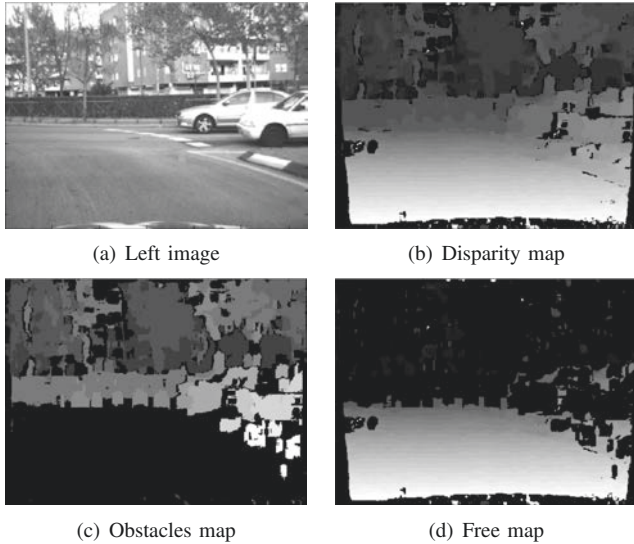 (a) Left image
(b) Disparity map
(c) Obstacles map
(d) Free map